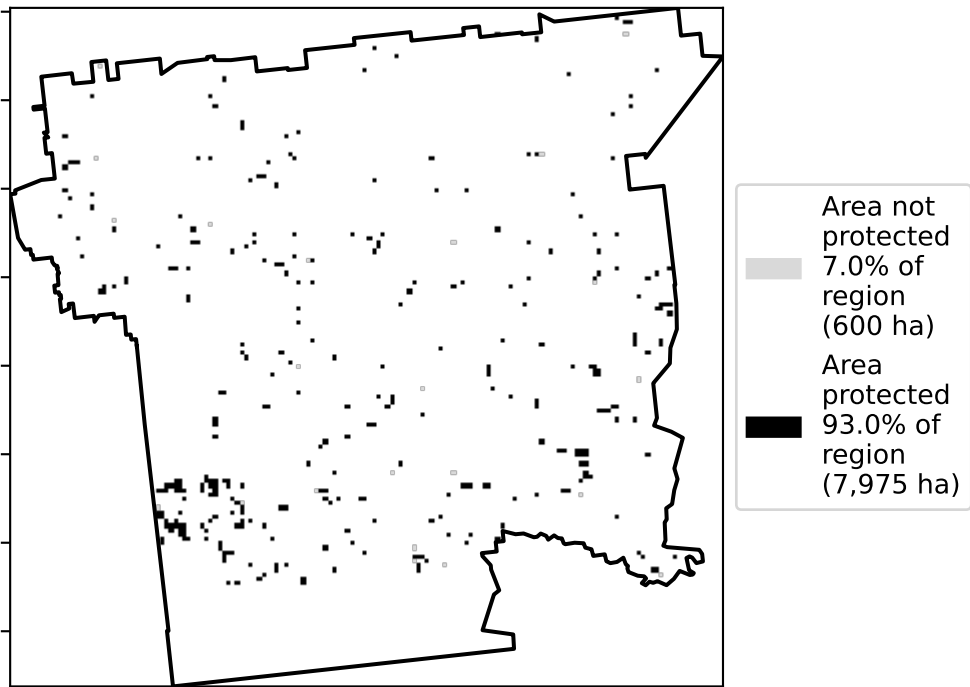 Area not
protected
7.0% of
region
(600 ha)
Area
protected
93.0% of
region
(7,975 ha)